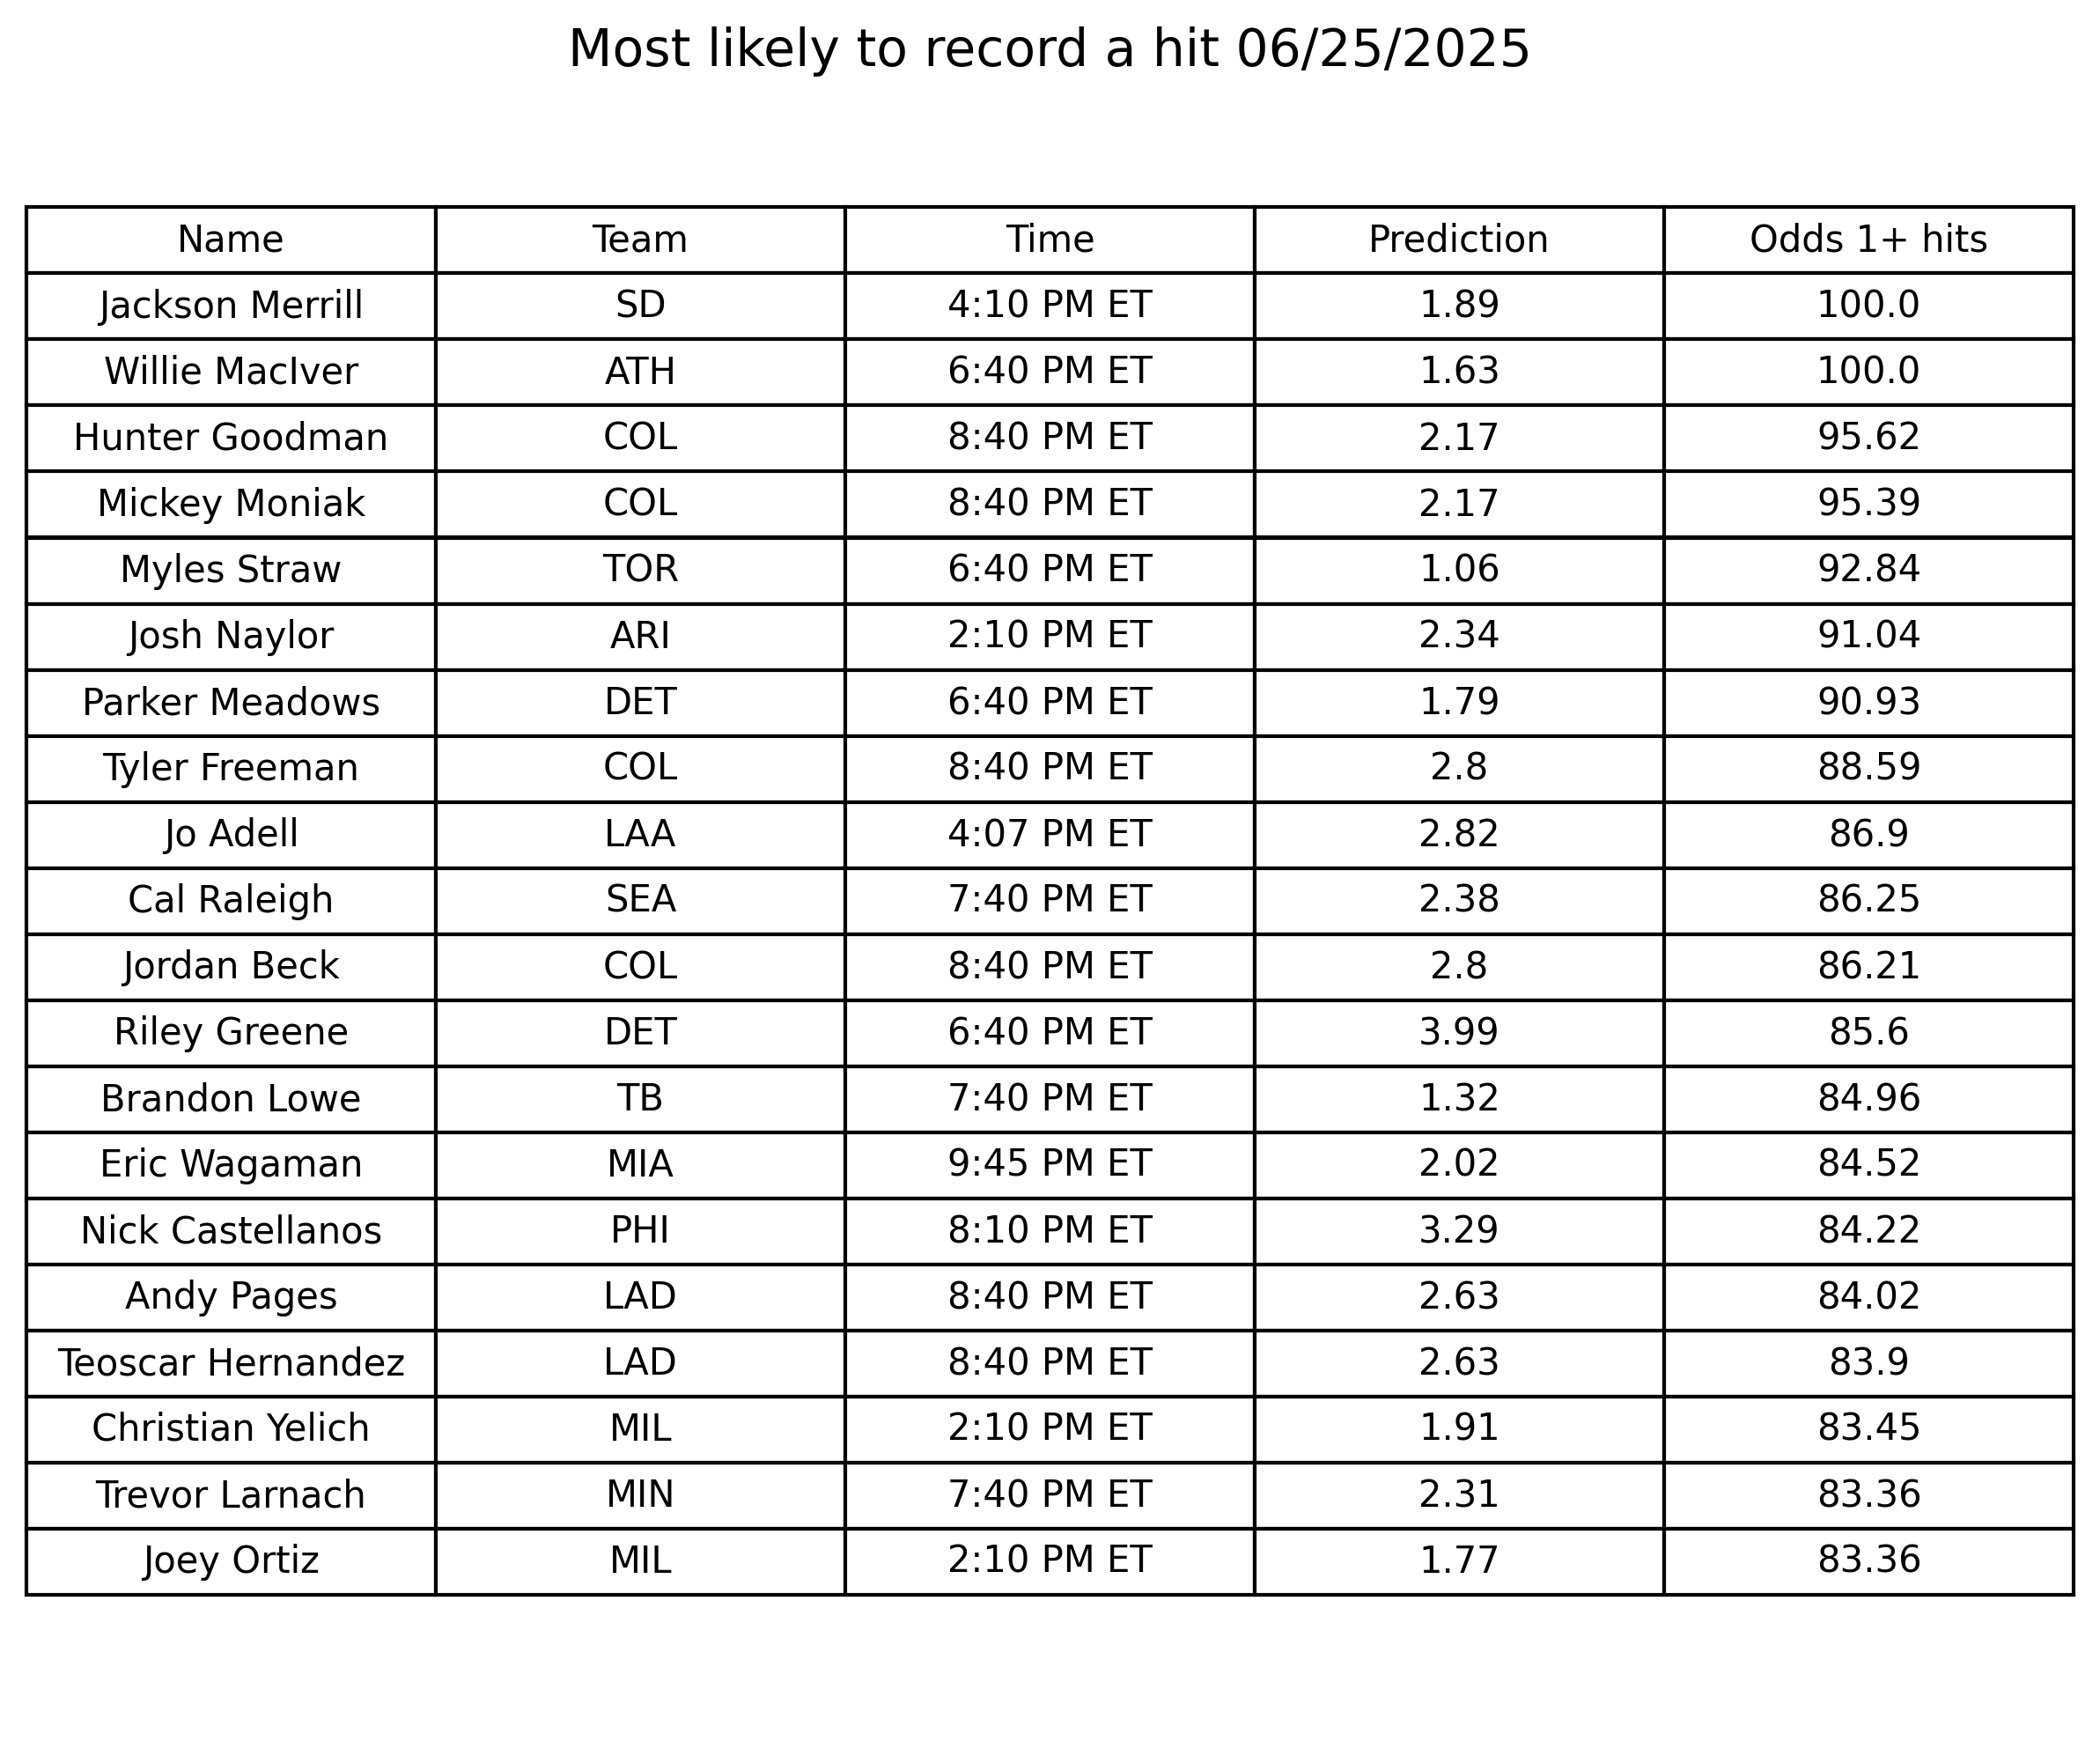 Most likely to record a hit 06/25/2025
Name Team Time Prediction Odds 1+ hits
Jackson Merrill SD 4:10 PM ET 1.89 100.0
Willie MacIver ATH 6:40 PM ET 1.63 100.0
Hunter Goodman COL 8:40 PM ET 2.17 95.62
Mickey Moniak COL 8:40 PM ET 2.17 95.39
Myles Straw TOR 6:40 PM ET 1.06 92.84
Josh Naylor ARI 2:10 PM ET 2.34 91.04
Parker Meadows DET 6:40 PM ET 1.79 90.93
Tyler Freeman COL 8:40 PM ET 2.8 88.59
Jo Adell LAA 4:07 PM ET 2.82 86.9
Cal Raleigh SEA 7:40 PM ET 2.38 86.25
Jordan Beck COL 8:40 PM ET 2.8 86.21
Riley Greene DET 6:40 PM ET 3.99 85.6
Brandon Lowe TB 7:40 PM ET 1.32 84.96
Eric Wagaman MIA 9:45 PM ET 2.02 84.52
Nick Castellanos PHI 8:10 PM ET 3.29 84.22
Andy Pages LAD 8:40 PM ET 2.63 84.02
Teoscar Hernandez LAD 8:40 PM ET 2.63 83.9
Christian Yelich MIL 2:10 PM ET 1.91 83.45
Trevor Larnach MIN 7:40 PM ET 2.31 83.36
Joey Ortiz MIL 2:10 PM ET 1.77 83.36